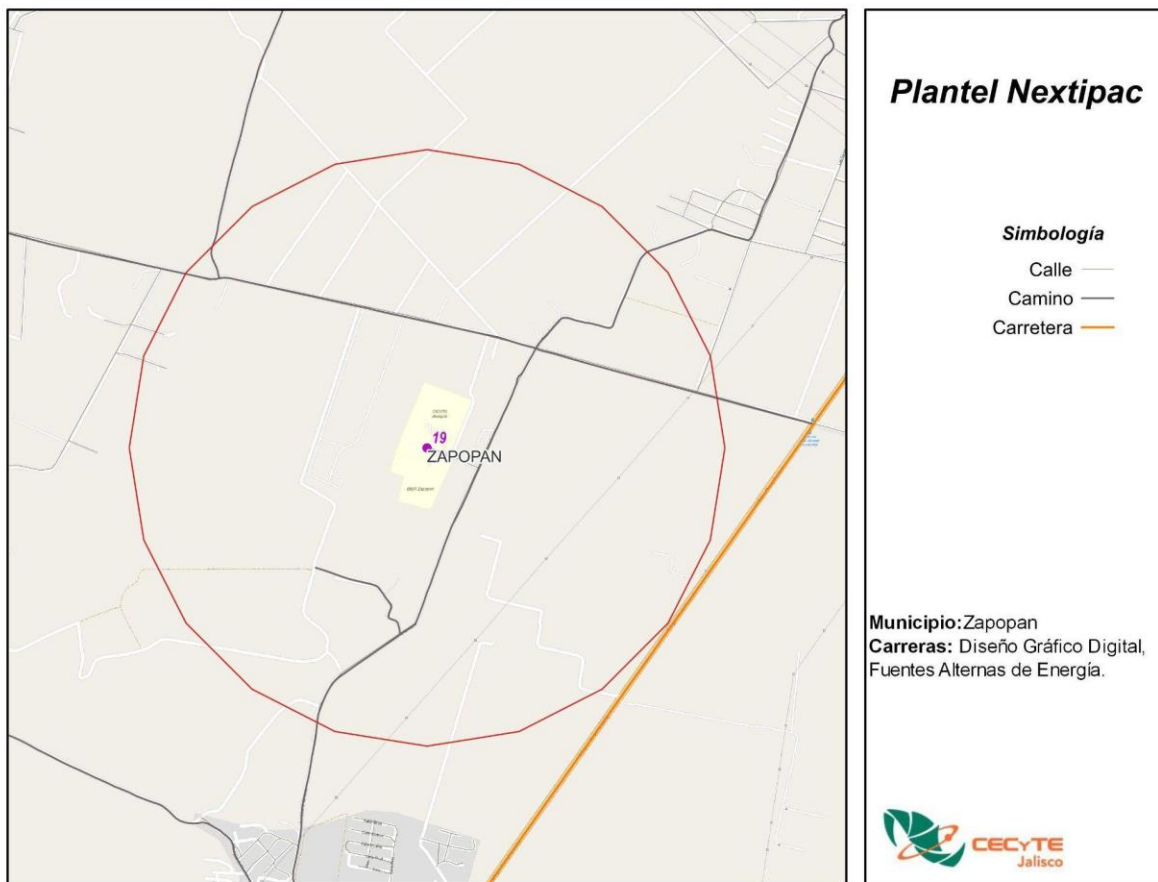 Plantel Nextipac
Simbología
Calle
Camino
Carretera
19
ZAPOPAN
Municipio:Zapopan
Carreras: Diseño Gráfico Digital,
Fuentes Alternas de Energía.
CECyTE
Jalisco